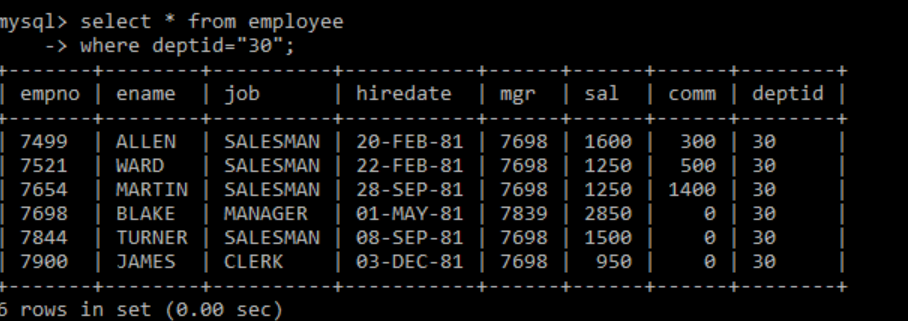 mysql> select * from employee
    -> where deptid="30";
+-------+--------+----------+-----------+------+------+------+--------+
| empno | ename  | job      | hiredate  | mgr  | sal  | comm | deptid |
+-------+--------+----------+-----------+------+------+------+--------+
| 7499  | ALLEN  | SALESMAN | 20-FEB-81 | 7698 | 1600 |  300 | 30     |
| 7521  | WARD   | SALESMAN | 22-FEB-81 | 7698 | 1250 |  500 | 30     |
| 7654  | MARTIN | SALESMAN | 28-SEP-81 | 7698 | 1250 | 1400 | 30     |
| 7698  | BLAKE  | MANAGER  | 01-MAY-81 | 7839 | 2850 |    0 | 30     |
| 7844  | TURNER | SALESMAN | 08-SEP-81 | 7698 | 1500 |    0 | 30     |
| 7900  | JAMES  | CLERK    | 03-DEC-81 | 7698 |  950 |    0 | 30     |
+-------+--------+----------+-----------+------+------+------+--------+
6 rows in set (0.00 sec)